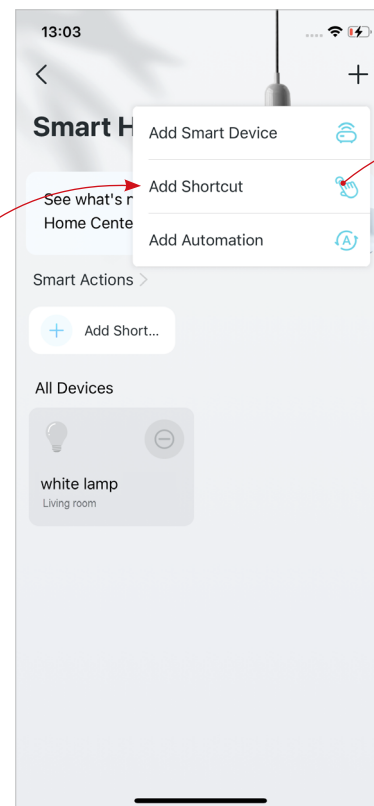 13:03
Smart H
Add Smart Device
Add Shortcut
Add Automation
See what's
Home Cente
Smart Actions
Add Short...
All Devices
white lamp
Living room